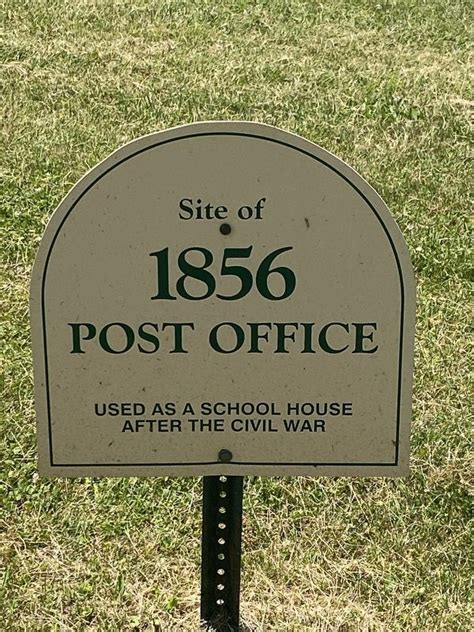 Site of
1856
POST OFFICE
USED AS A SCHOOL HOUSE
AFTER THE CIVIL WAR